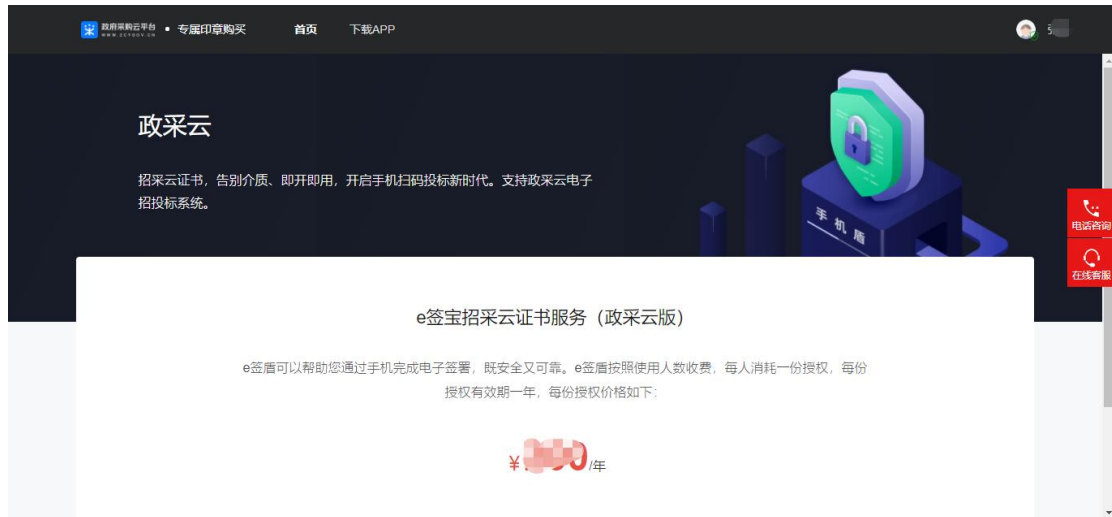 政府采购云平台 • 专属印章购买 首页 下载APP
政采云
招采云证书，告别介质、即开即用，开启手机扫码投标新时代。支持政采云电子
招投标系统。
手机盾
电话咨询
在线客服
e签宝招采云证书服务（政采云版）
e签盾可以帮助您通过手机完成电子签署，既安全又可靠。e签盾按照使用人数收费，每人消耗一份授权，每份
授权有效期一年，每份授权价格如下：
¥ /年